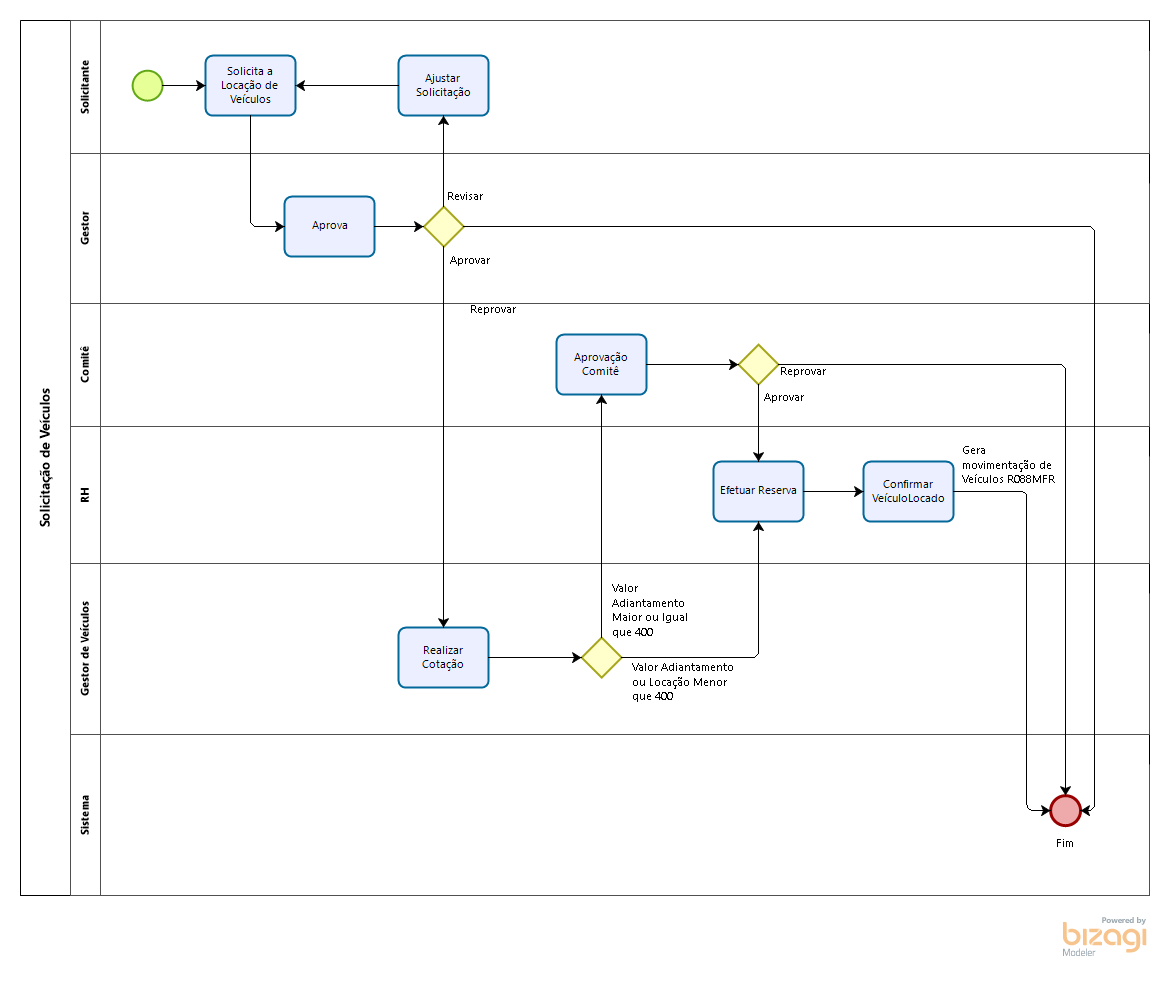 Solicitação de Veículos
Solicitante
Solicita a
Locação de
Veículos
Ajustar
Solicitação
Gestor
Aprova
Revisar
Aprovar
Reprovar
Comitê
Aprovação
Comitê
Reprovar
Aprovar
RH
Efetuar Reserva
Confirmar
VeículoLocado
Gera
movimentação de
Veículos R088MFR
Gestor de Veículos
Realizar
Cotação
Valor
Adiantamento
Maior ou Igual
que 400
Valor Adiantamento
ou Locação Menor
que 400
Sistema
Fim
Powered by
bizagi
Modeler